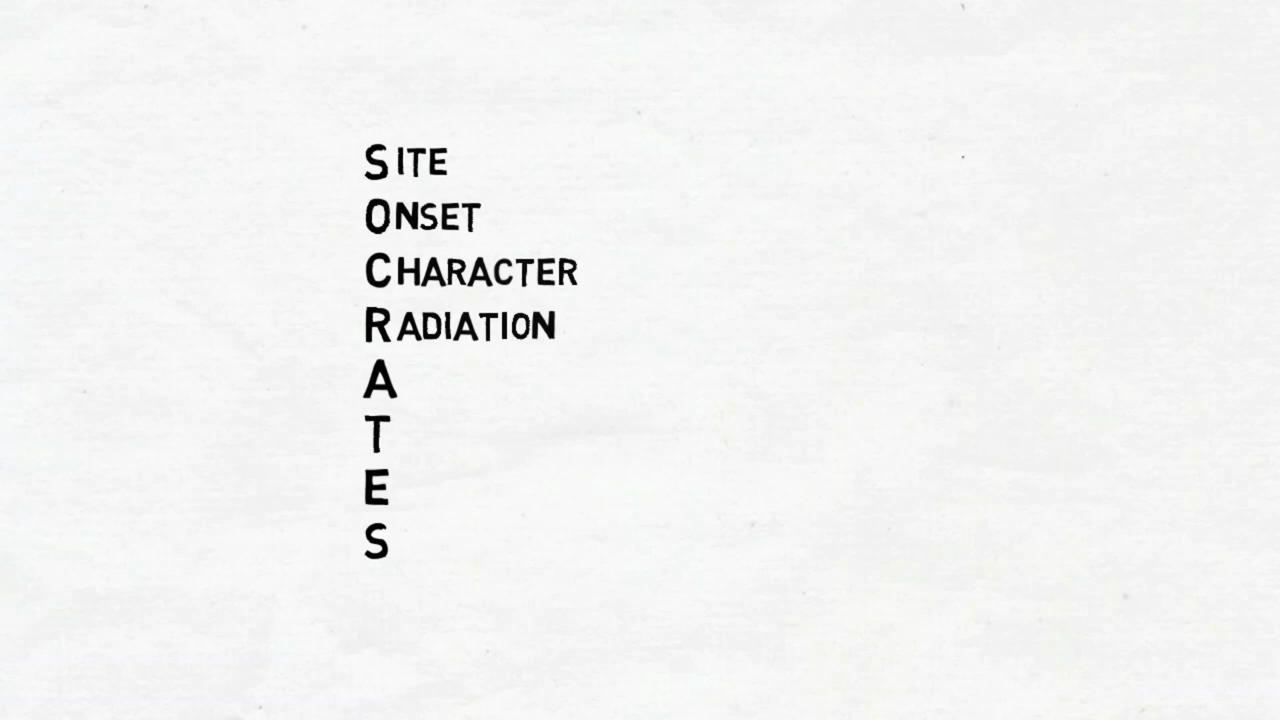 SITE
ONSET
CHARACTER
RADIATION
A
T
E
S